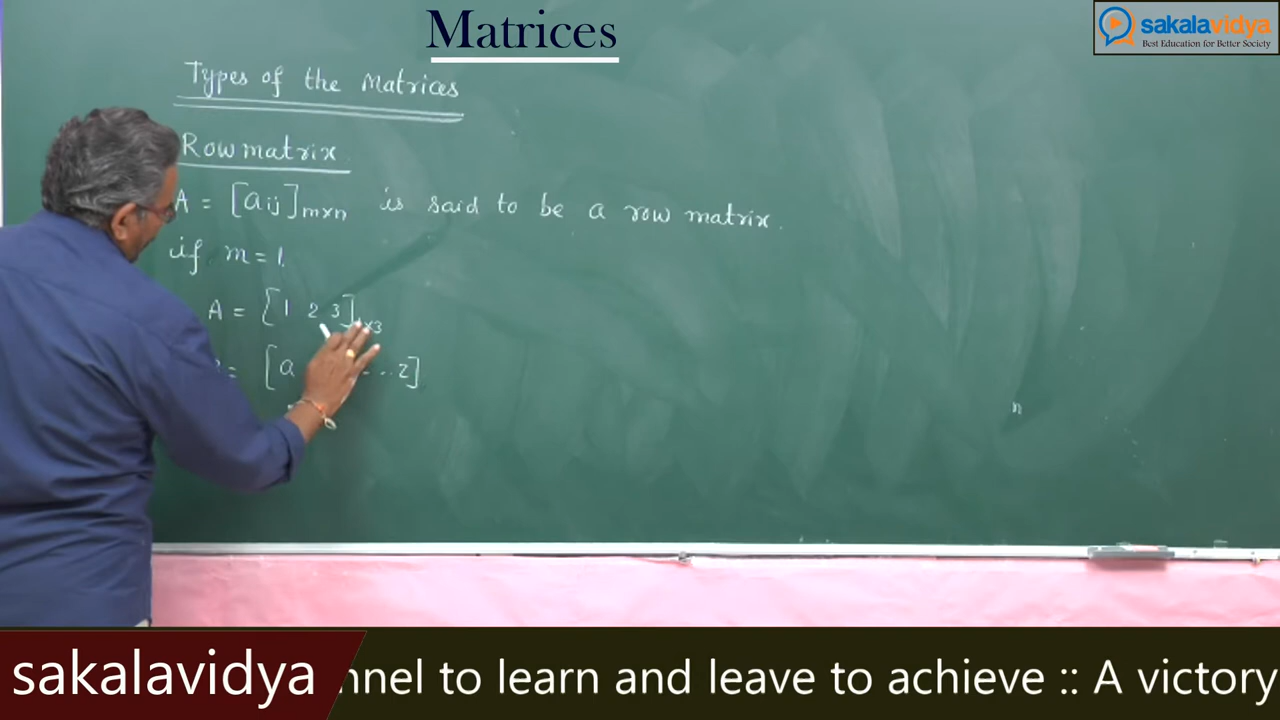 Matrices
sakalavidya
Best Education for Better Society
Types of the Matrices
Row matrix.
A = [aij]m×n is said to be a row matrix.
if m = 1.
A = [1 2 3]1×3
= [a ...z]
n
sakalavidya
nnel to learn and leave to achieve :: A victory